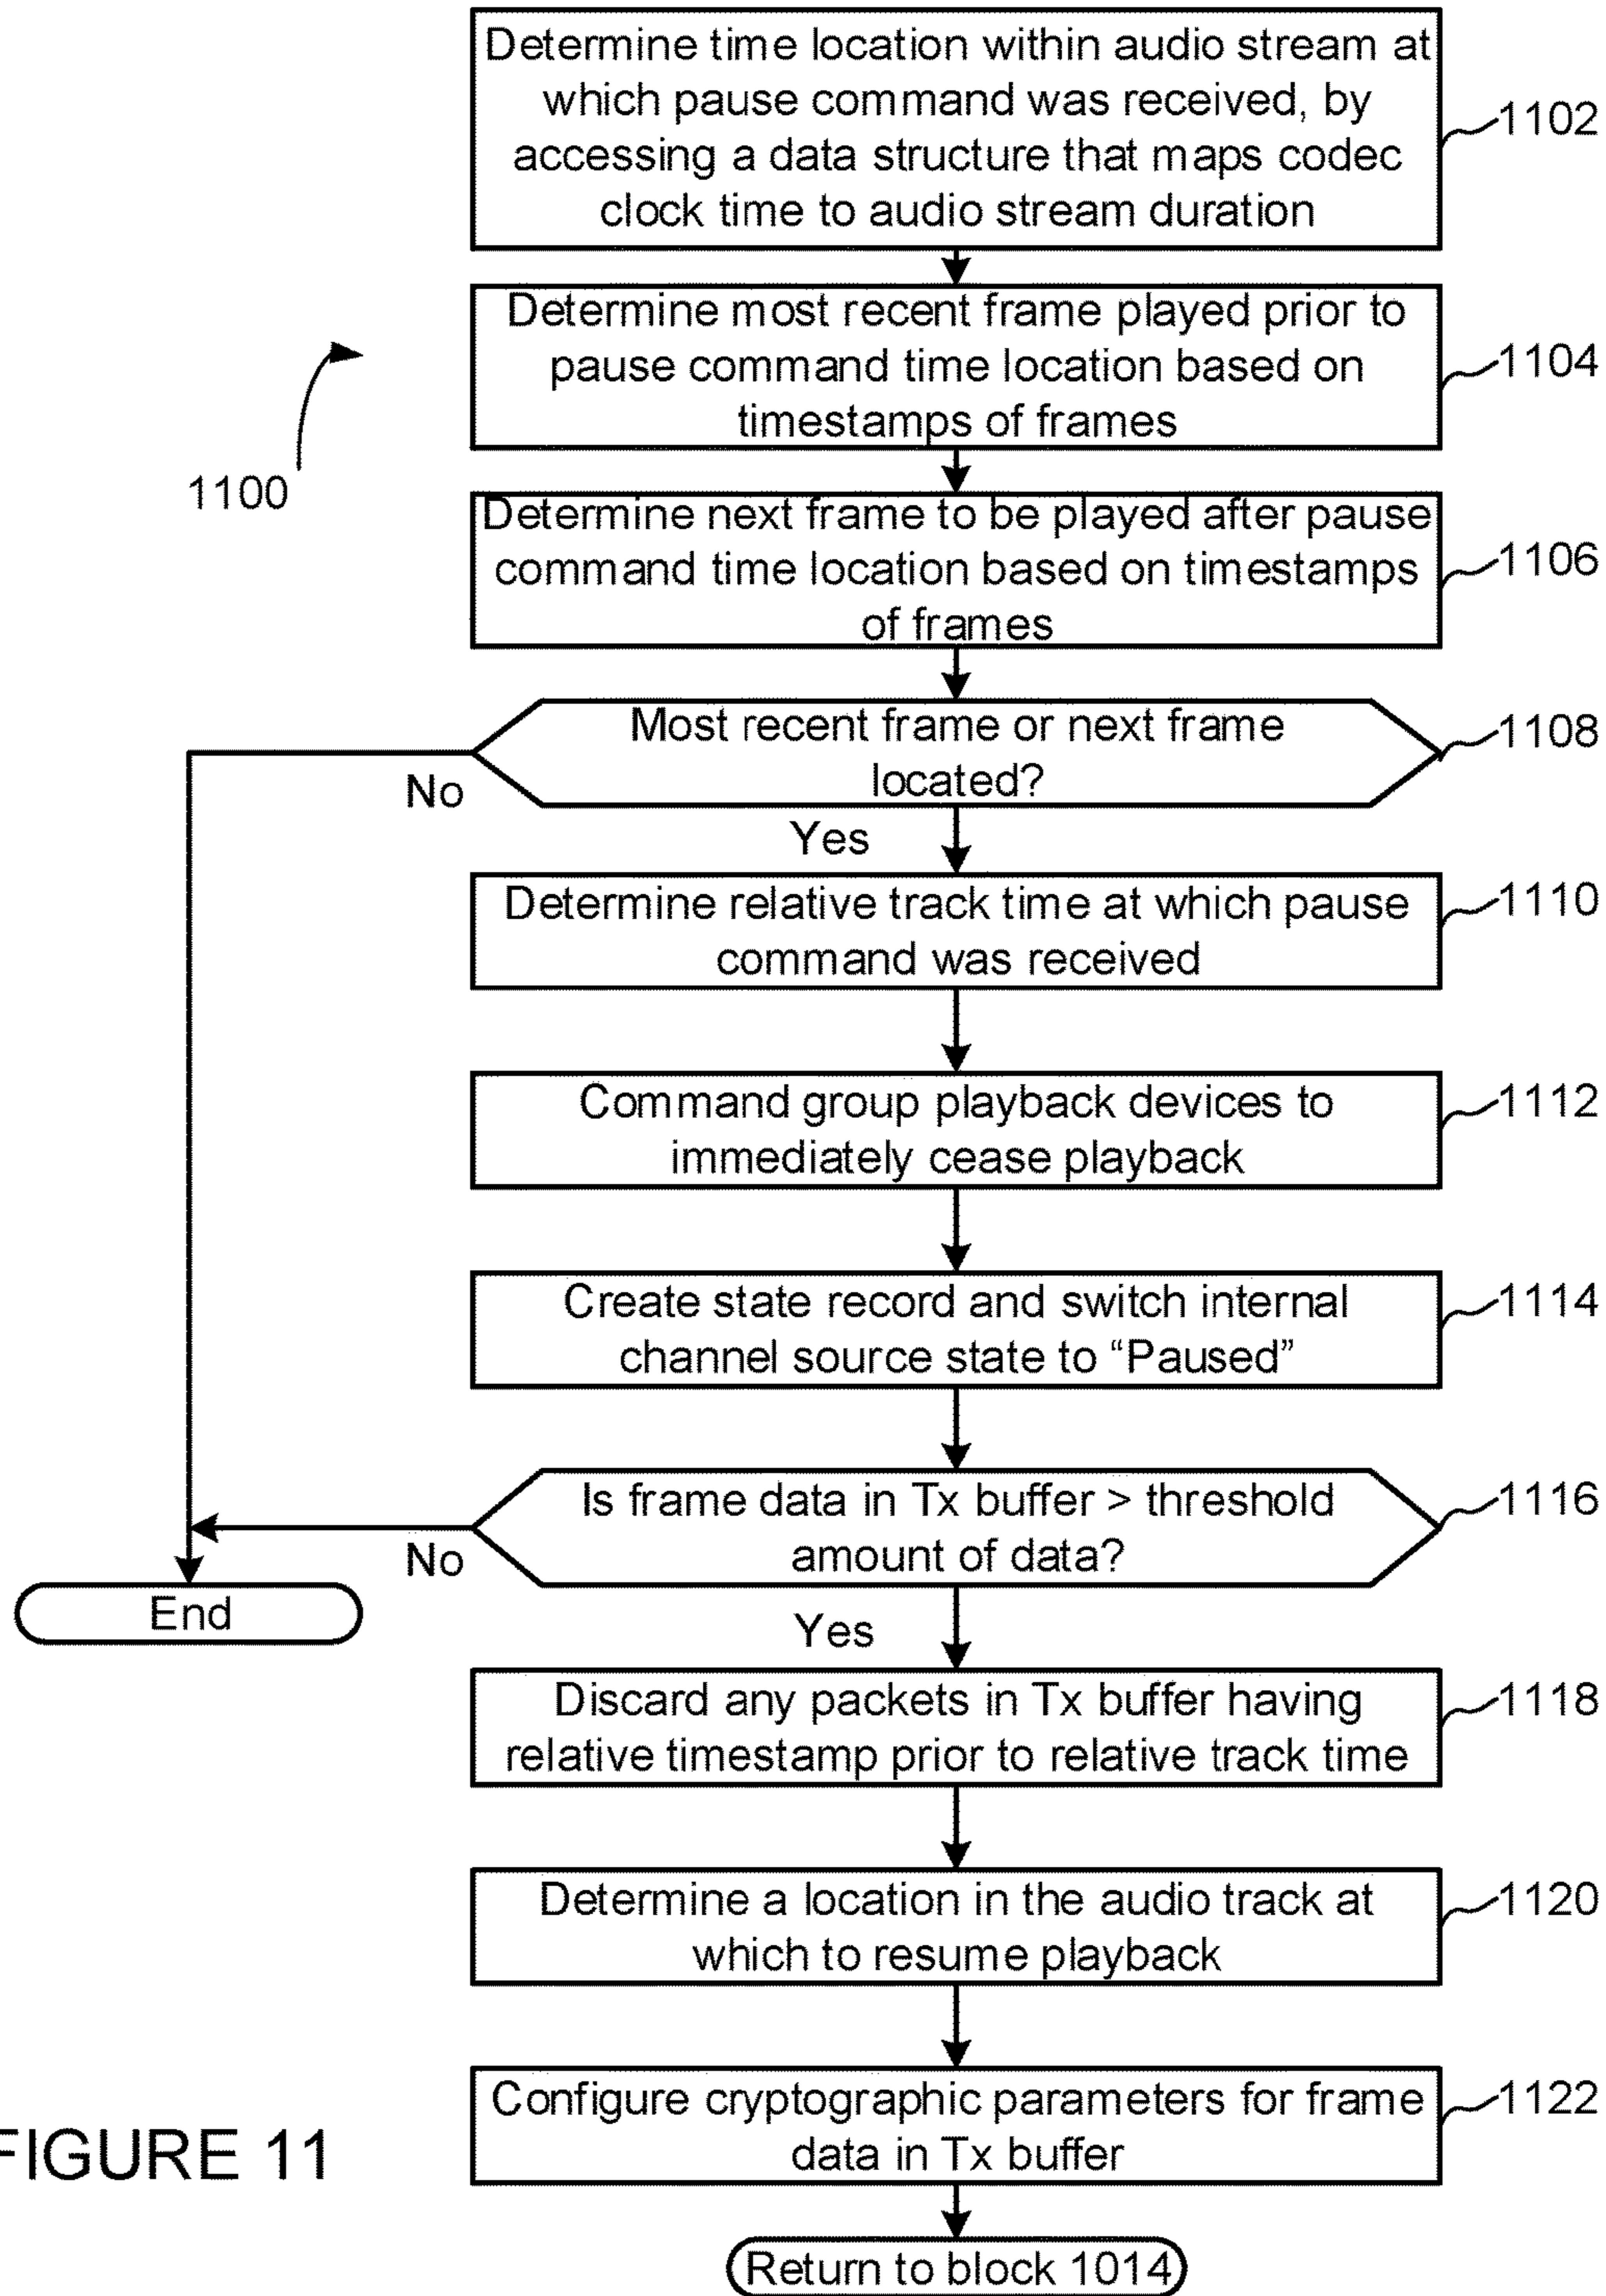 Determine time location within audio stream at
which pause command was received, by
accessing a data structure that maps codec
clock time to audio stream duration
1102
Determine most recent frame played prior to
pause command time location based on
timestamps of frames
1104
1100
Determine next frame to be played after pause
command time location based on timestamps
of frames
1106
Most recent frame or next frame
located?
1108
No
Yes
Determine relative track time at which pause
command was received
1110
Command group playback devices to
immediately cease playback
1112
Create state record and switch internal
channel source state to “Paused”
1114
Is frame data in Tx buffer > threshold
amount of data?
1116
No
End
Yes
Discard any packets in Tx buffer having
relative timestamp prior to relative track time
1118
Determine a location in the audio track at
which to resume playback
1120
Configure cryptographic parameters for frame
data in Tx buffer
1122
FIGURE 11
Return to block 1014